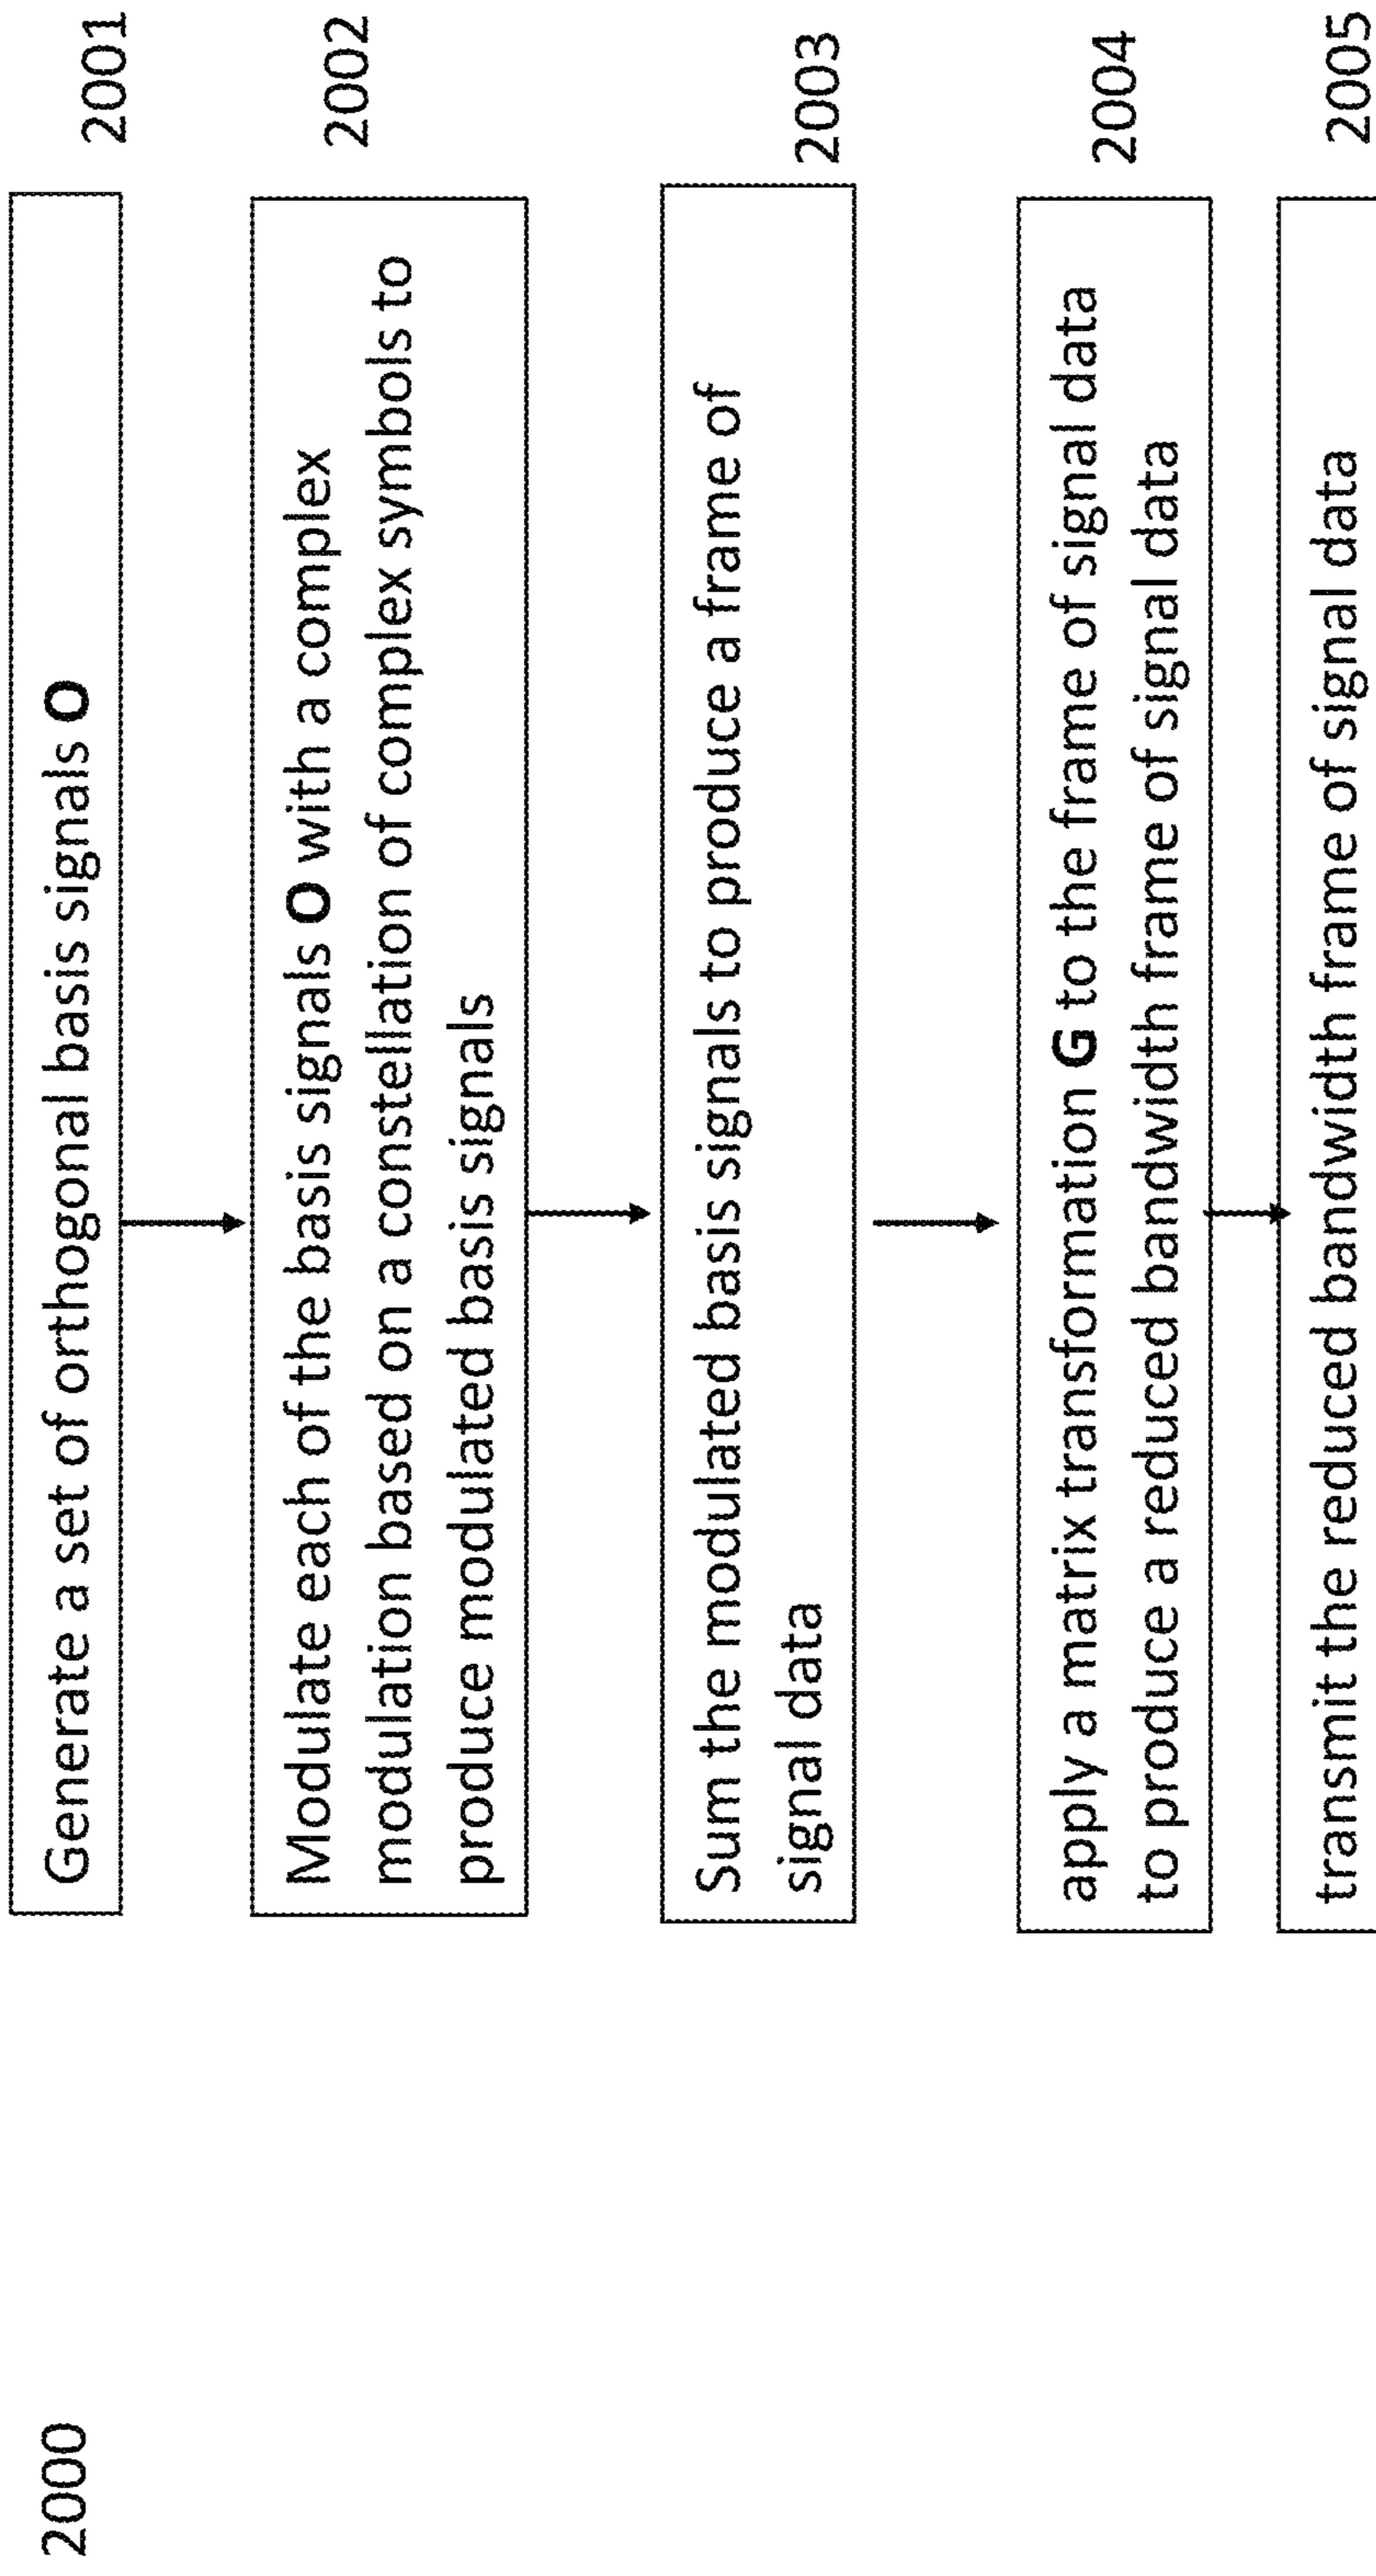 2000
Generate a set of orthogonal basis signals O
2001
Modulate each of the basis signals O with a complex
modulation based on a constellation of complex symbols to
produce modulated basis signals
2002
Sum the modulated basis signals to produce a frame of
signal data
2003
apply a matrix transformation G to the frame of signal data
to produce a reduced bandwidth frame of signal data
2004
transmit the reduced bandwidth frame of signal data
2005